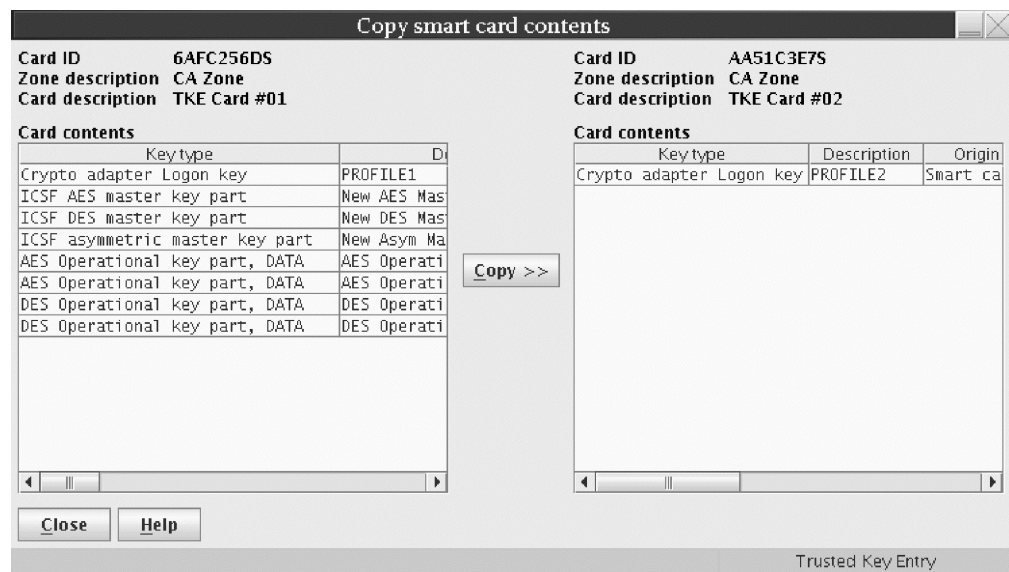 Copy smart card contents
Card ID 6AFC256DS
Zone description CA Zone
Card description TKE Card #01
Card contents
Key type
Crypto adapter Logon key PROFILE1
ICSF AES master key part New AES Mas
ICSF DES master key part New DES Mas
ICSF asymmetric master key part New Asym Ma
AES Operational key part, DATA AES Operati
AES Operational key part, DATA AES Operati
DES Operational key part, DATA DES Operati
DES Operational key part, DATA DES Operati
Copy >>
Card ID AA51C3E7S
Zone description CA Zone
Card description TKE Card #02
Card contents
Key type Description Origin
Crypto adapter Logon key PROFILE2 Smart ca
Close Help
Trusted Key Entry